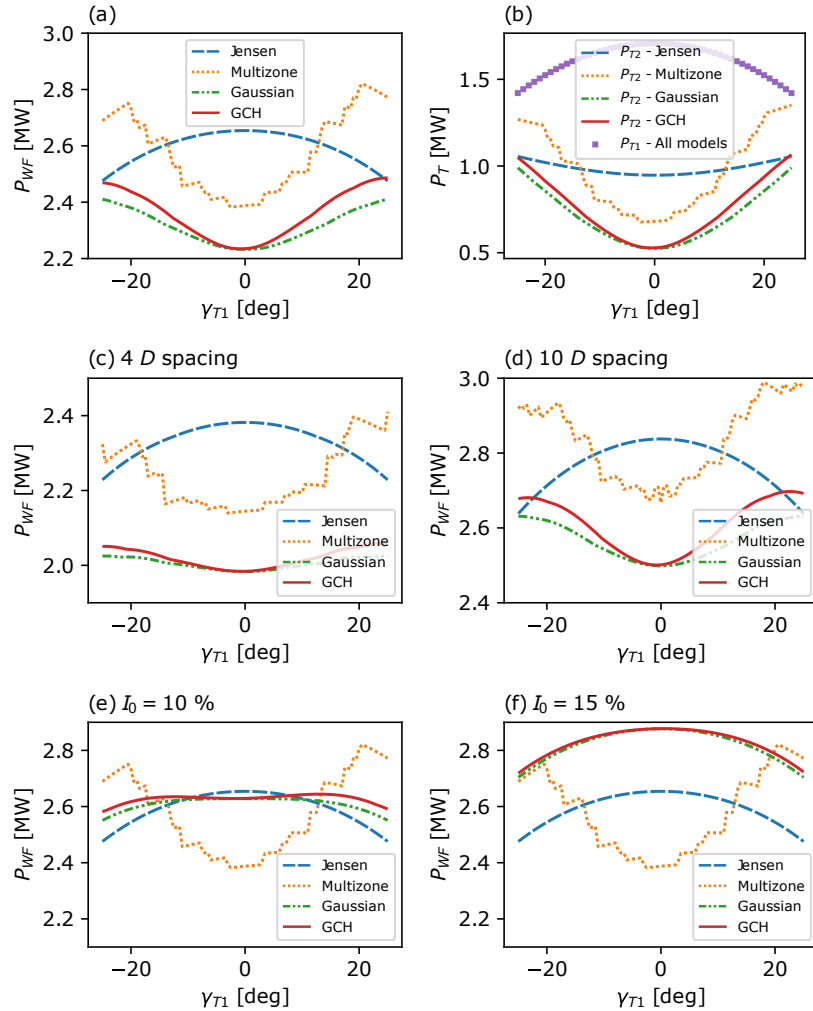 (a)
P_WF [MW]
3.0
2.8
2.6
2.4
2.2
Jensen
Multizone
Gaussian
GCH
−20 0 20
γ_T1 [deg]
(b)
P_T [MW]
1.5
1.0
0.5
P_T2 - Jensen
P_T2 - Multizone
P_T2 - Gaussian
P_T2 - GCH
P_T1 - All models
−20 0 20
γ_T1 [deg]
(c) 4 D spacing
P_WF [MW]
2.4
2.2
2.0
Jensen
Multizone
Gaussian
GCH
−20 0 20
γ_T1 [deg]
(d) 10 D spacing
P_WF [MW]
3.0
2.8
2.6
2.4
Jensen
Multizone
Gaussian
GCH
−20 0 20
γ_T1 [deg]
(e) I_0 = 10 %
P_WF [MW]
2.8
2.6
2.4
2.2
Jensen
Multizone
Gaussian
GCH
−20 0 20
γ_T1 [deg]
(f) I_0 = 15 %
P_WF [MW]
2.8
2.6
2.4
2.2
Jensen
Multizone
Gaussian
GCH
−20 0 20
γ_T1 [deg]